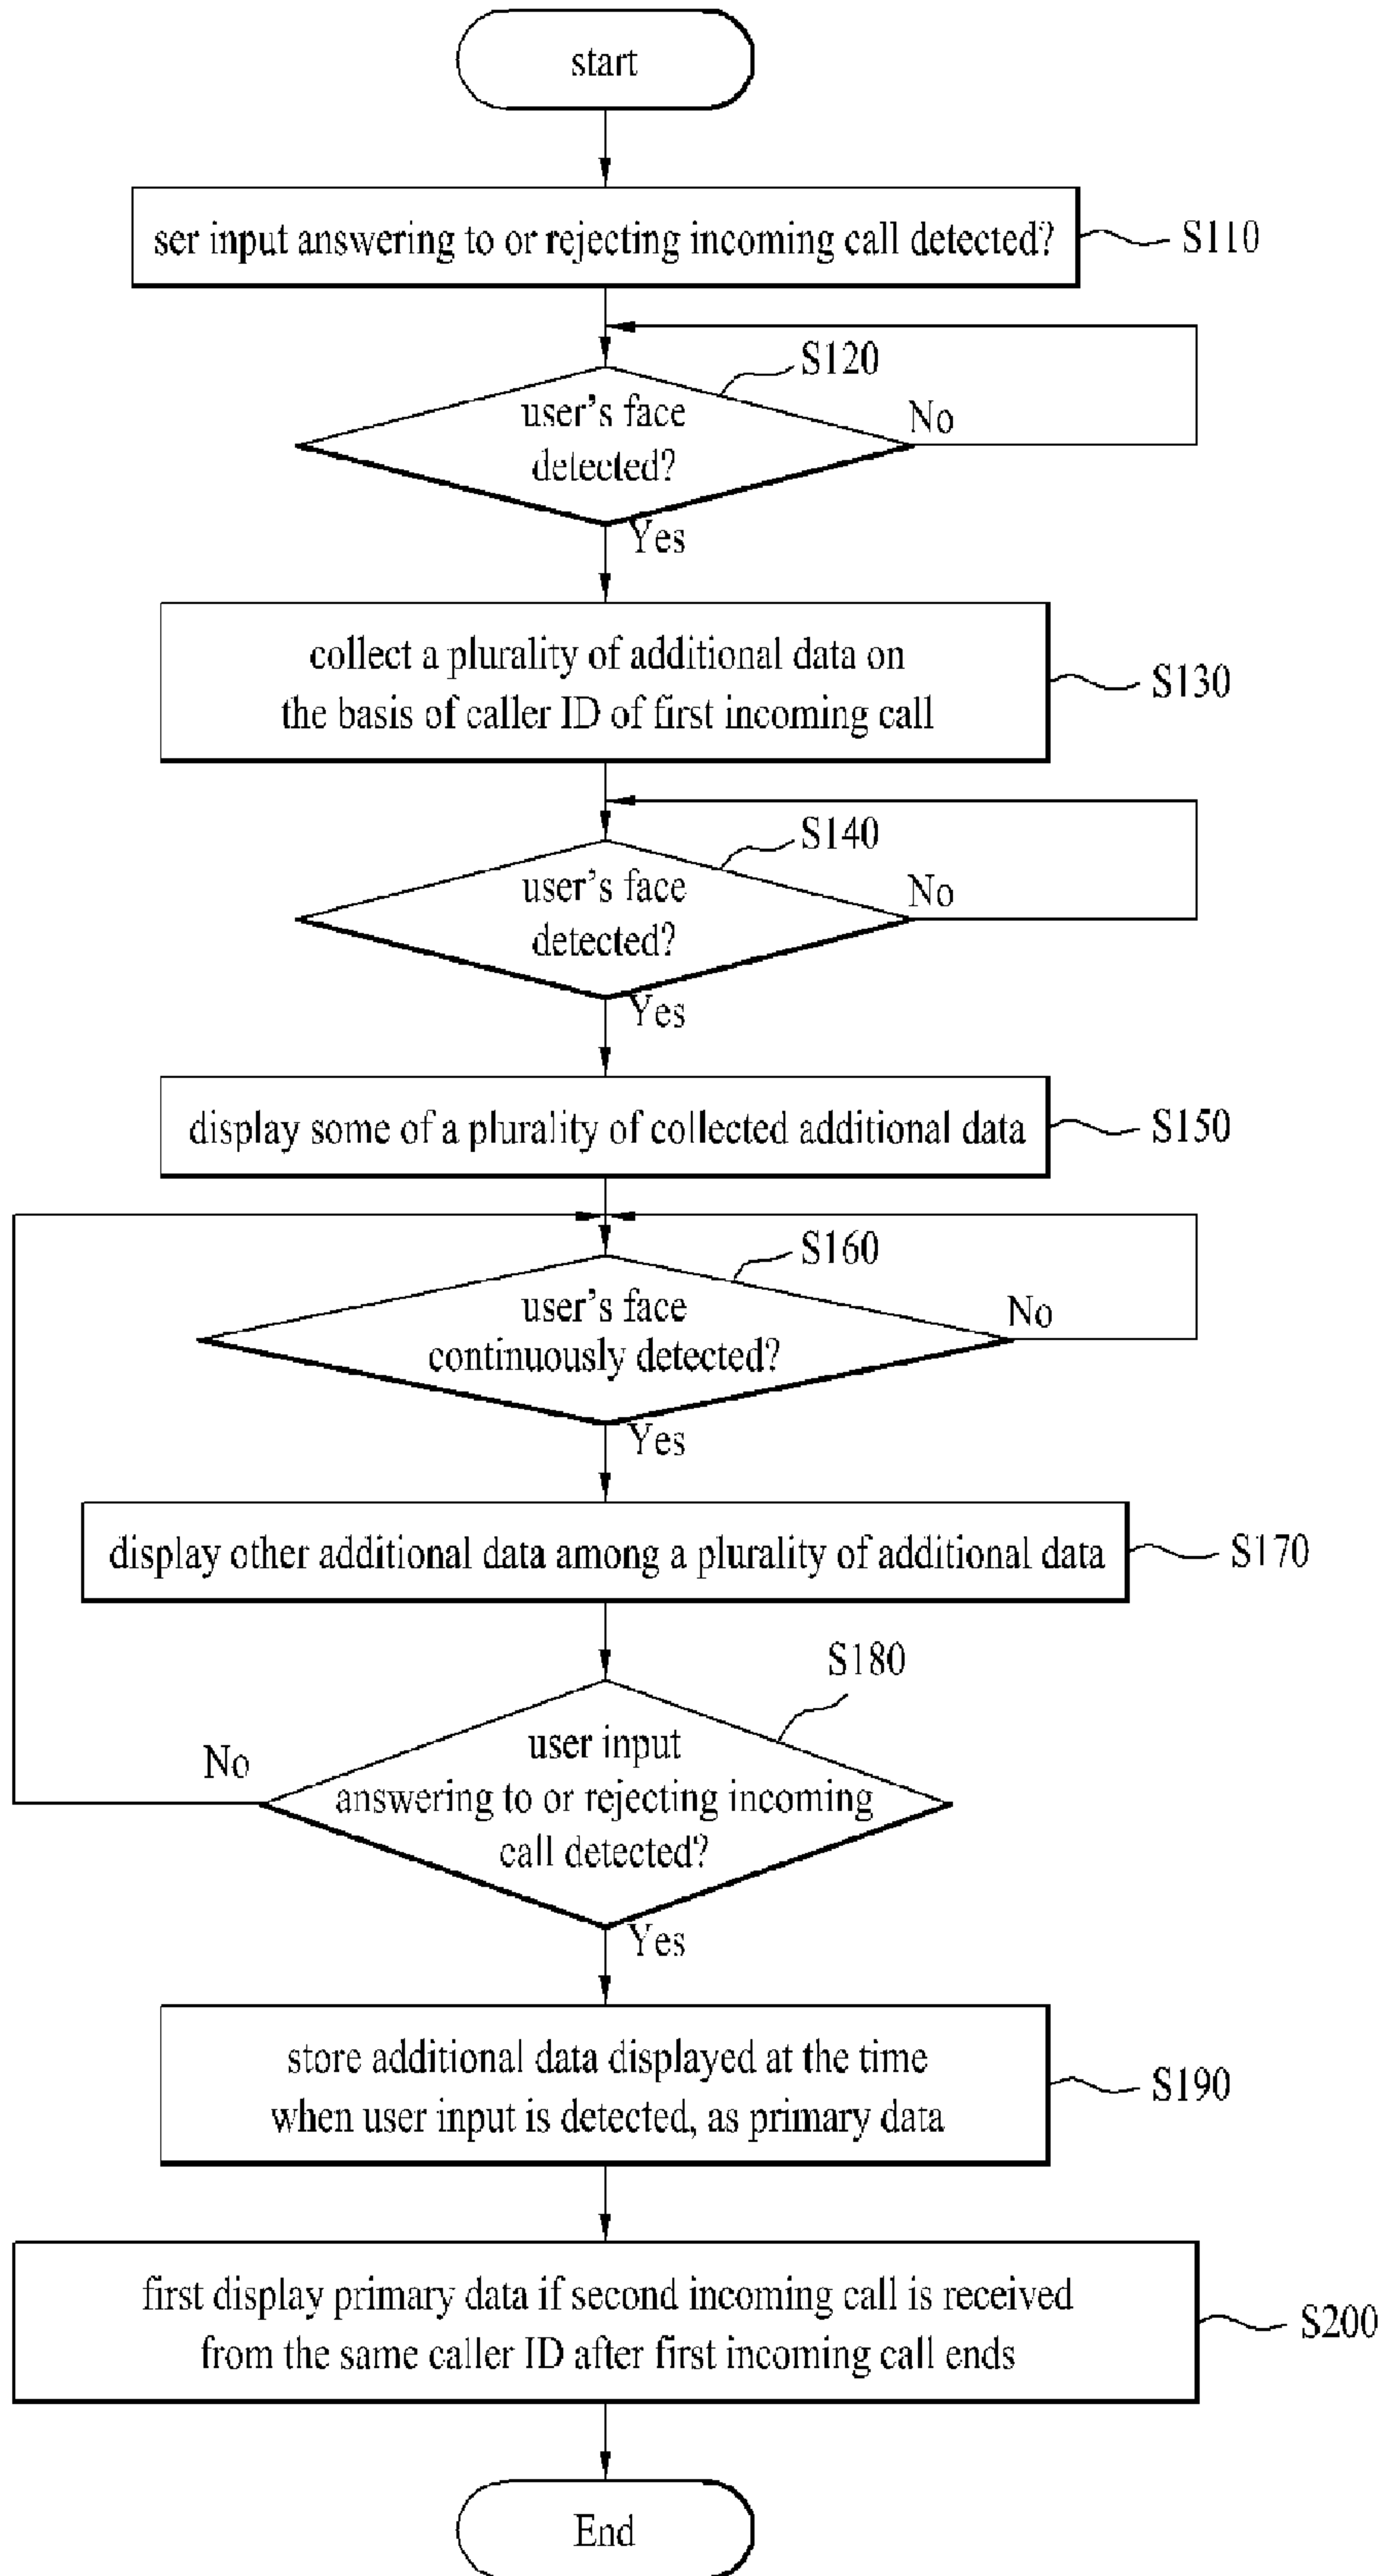 start
ser input answering to or rejecting incoming call detected?
S110
S120
user's face
detected?
No
Yes
collect a plurality of additional data on
the basis of caller ID of first incoming call
S130
S140
user's face
detected?
No
Yes
display some of a plurality of collected additional data
S150
S160
user's face
continuously detected?
No
Yes
display other additional data among a plurality of additional data
S170
S180
user input
answering to or rejecting incoming
call detected?
No
Yes
store additional data displayed at the time
when user input is detected, as primary data
S190
first display primary data if second incoming call is received
from the same caller ID after first incoming call ends
S200
End